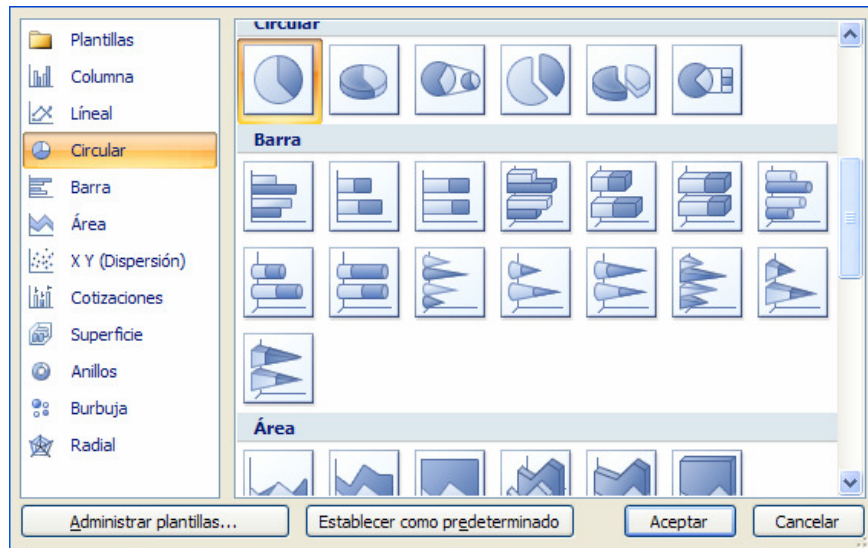 Plantillas
Columna
Líneal
Circular
Barra
Área
X Y (Dispersión)
Cotizaciones
Superficie
Anillos
Burbuja
Radial
Circular
Barra
Área
Administrar plantillas...
Establecer como predeterminado
Aceptar
Cancelar